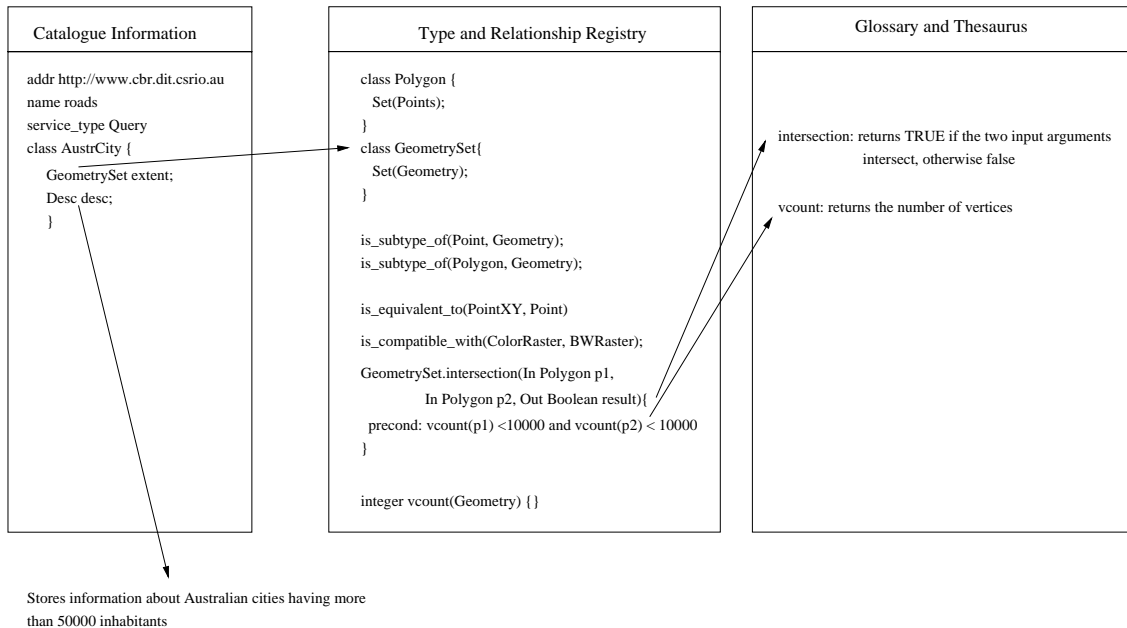 Catalogue Information
addr http://www.cbr.dit.csrio.au
name roads
service_type Query
class AustrCity {
GeometrySet extent;
Desc desc;
}
Type and Relationship Registry
class Polygon {
Set(Points);
}
class GeometrySet{
Set(Geometry);
}
is_subtype_of(Point, Geometry);
is_subtype_of(Polygon, Geometry);
is_equivalent_to(PointXY, Point)
is_compatible_with(ColorRaster, BWRaster);
GeometrySet.intersection(In Polygon p1,
In Polygon p2, Out Boolean result){
precond: vcount(p1) <10000 and vcount(p2) < 10000
}
integer vcount(Geometry) {}
Glossary and Thesaurus
intersection: returns TRUE if the two input arguments
intersect, otherwise false
vcount: returns the number of vertices
Stores information about Australian cities having more
than 50000 inhabitants